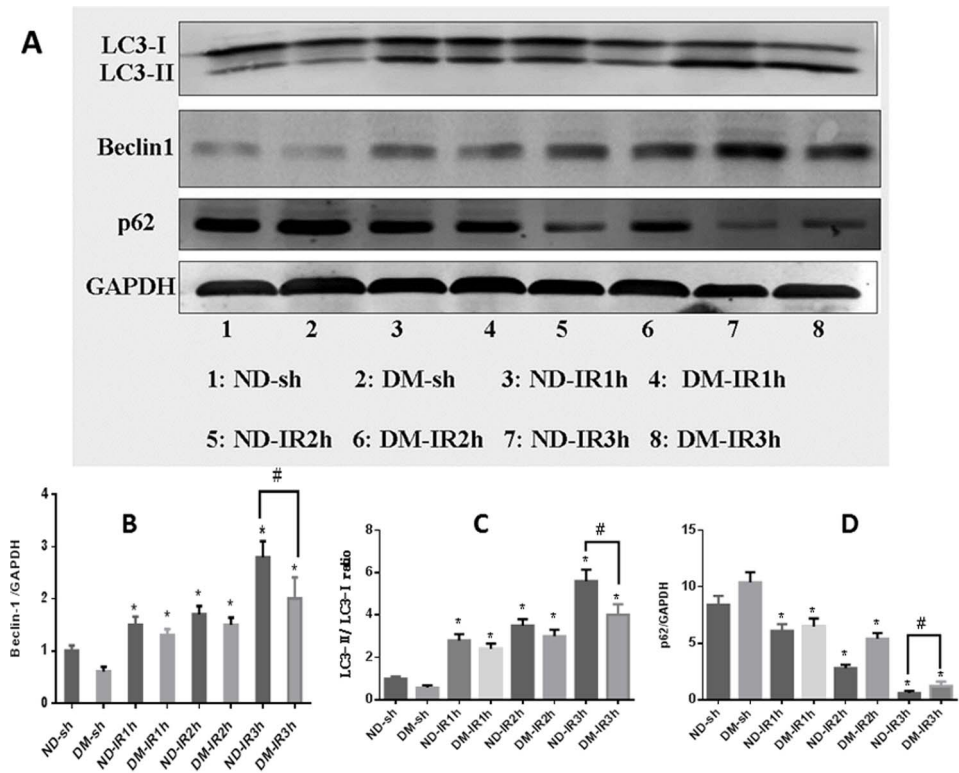 A
LC3-I
LC3-II
Beclin1
p62
GAPDH
1 2 3 4 5 6 7 8
1: ND-sh 2: DM-sh 3: ND-IR1h 4: DM-IR1h
5: ND-IR2h 6: DM-IR2h 7: ND-IR3h 8: DM-IR3h
B
Beclin-1 /GAPDH
4
3
2
1
0
* * * * * *
#
ND-sh DM-sh ND-IR1h DM-IR1h ND-IR2h DM-IR2h ND-IR3h DM-IR3h
C
LC3-II/ LC3-I ratio
8
6
4
2
0
* * * * * *
#
ND-sh DM-sh ND-IR1h DM-IR1h ND-IR2h DM-IR2h ND-IR3h DM-IR3h
D
p62/GAPDH
15
10
5
0
* * * * * *
#
ND-sh DM-sh ND-IR1h DM-IR1h ND-IR2h DM-IR2h ND-IR3h DM-IR3h